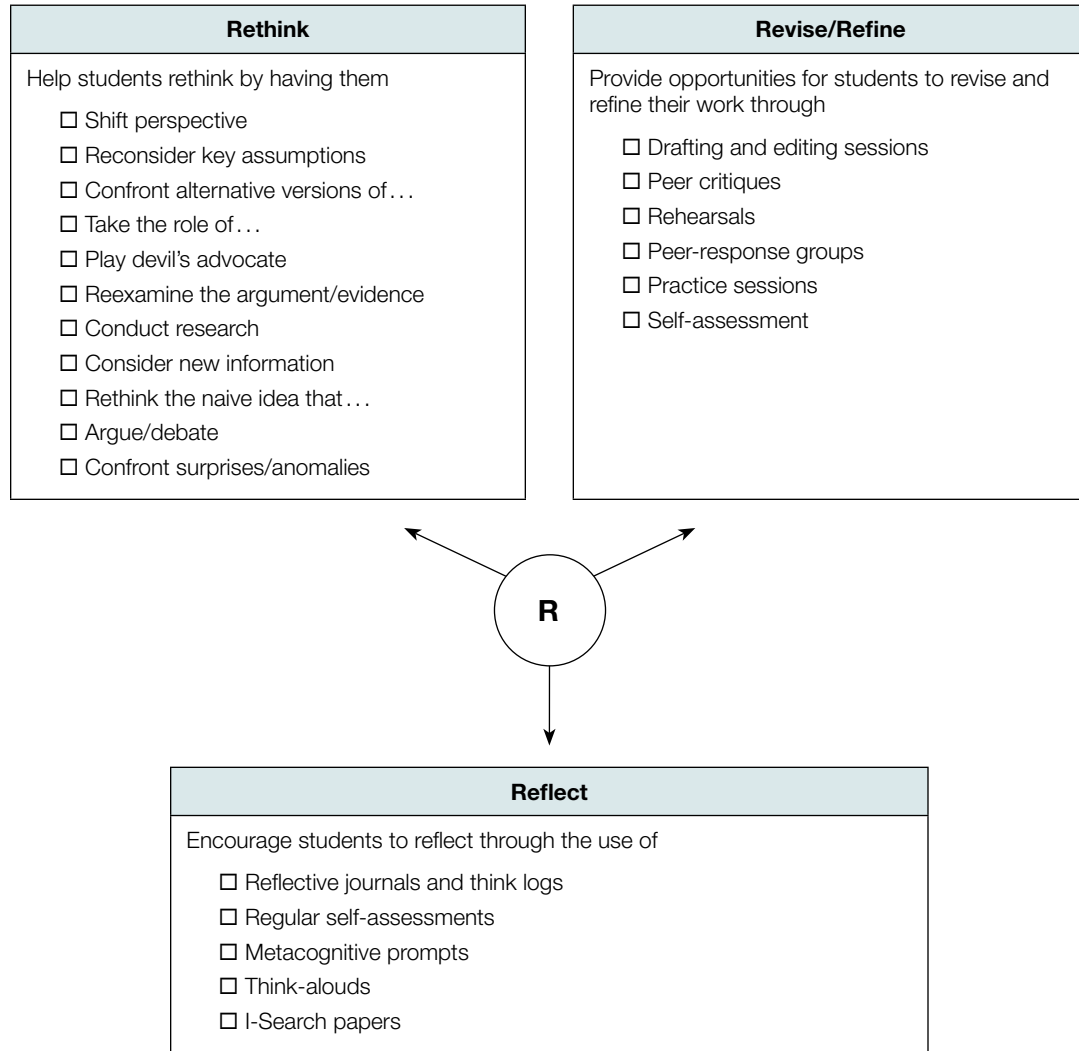 Rethink
Help students rethink by having them
☐ Shift perspective
☐ Reconsider key assumptions
☐ Confront alternative versions of . . .
☐ Take the role of . . .
☐ Play devil's advocate
☐ Reexamine the argument/evidence
☐ Conduct research
☐ Consider new information
☐ Rethink the naive idea that . . .
☐ Argue/debate
☐ Confront surprises/anomalies
Revise/Refine
Provide opportunities for students to revise and
refine their work through
☐ Drafting and editing sessions
☐ Peer critiques
☐ Rehearsals
☐ Peer-response groups
☐ Practice sessions
☐ Self-assessment
R
Reflect
Encourage students to reflect through the use of
☐ Reflective journals and think logs
☐ Regular self-assessments
☐ Metacognitive prompts
☐ Think-alouds
☐ I-Search papers